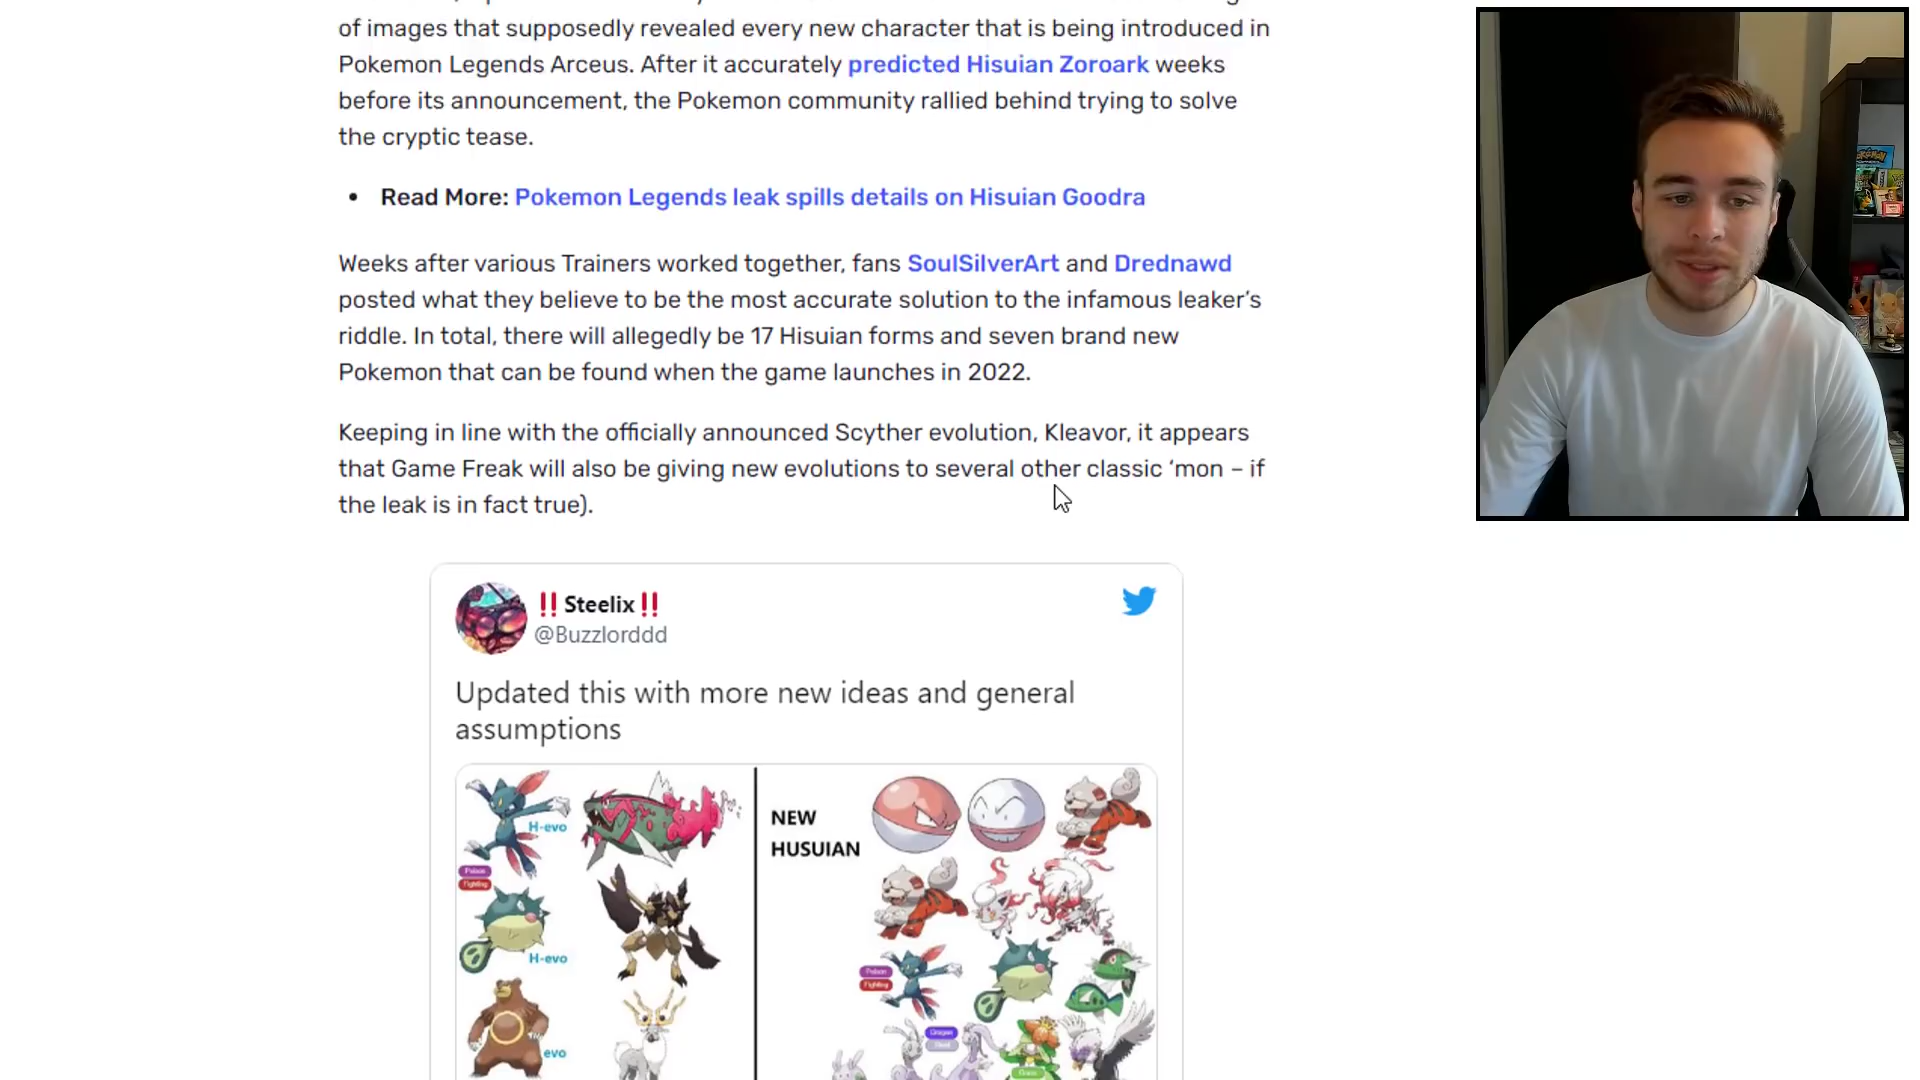 of images that supposedly revealed every new character that is being introduced in
Pokemon Legends Arceus. After it accurately predicted Hisuian Zoroark weeks
before its announcement, the Pokemon community rallied behind trying to solve
the cryptic tease.
• Read More: Pokemon Legends leak spills details on Hisuian Goodra
Weeks after various Trainers worked together, fans SoulSilverArt and Drednawd
posted what they believe to be the most accurate solution to the infamous leaker’s
riddle. In total, there will allegedly be 17 Hisuian forms and seven brand new
Pokemon that can be found when the game launches in 2022.
Keeping in line with the officially announced Scyther evolution, Kleavor, it appears
that Game Freak will also be giving new evolutions to several other classic ‘mon – if
the leak is in fact true).
‼ Steelix ‼
@Buzzlorddd
Updated this with more new ideas and general
assumptions
H-evo
Poison
Fighting
H-evo
evo
NEW
HUSUIAN
Poison
Fighting
Dragon
Grass
POKÉMON